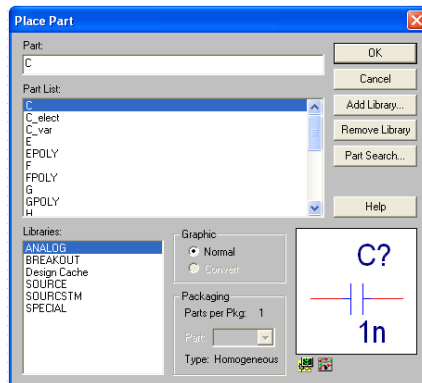 Place Part
Part:
C
OK
Cancel
Part List:
C
C_elect
C_var
E
EPOLY
F
FPOLY
G
GPOLY
H
Add Library...
Remove Library
Part Search...
Help
Libraries:
ANALOG
BREAKOUT
Design Cache
SOURCE
SOURCSTM
SPECIAL
Graphic
Normal
Convert
Packaging
Parts per Pkg: 1
Part:
Type: Homogeneous
C?
1n